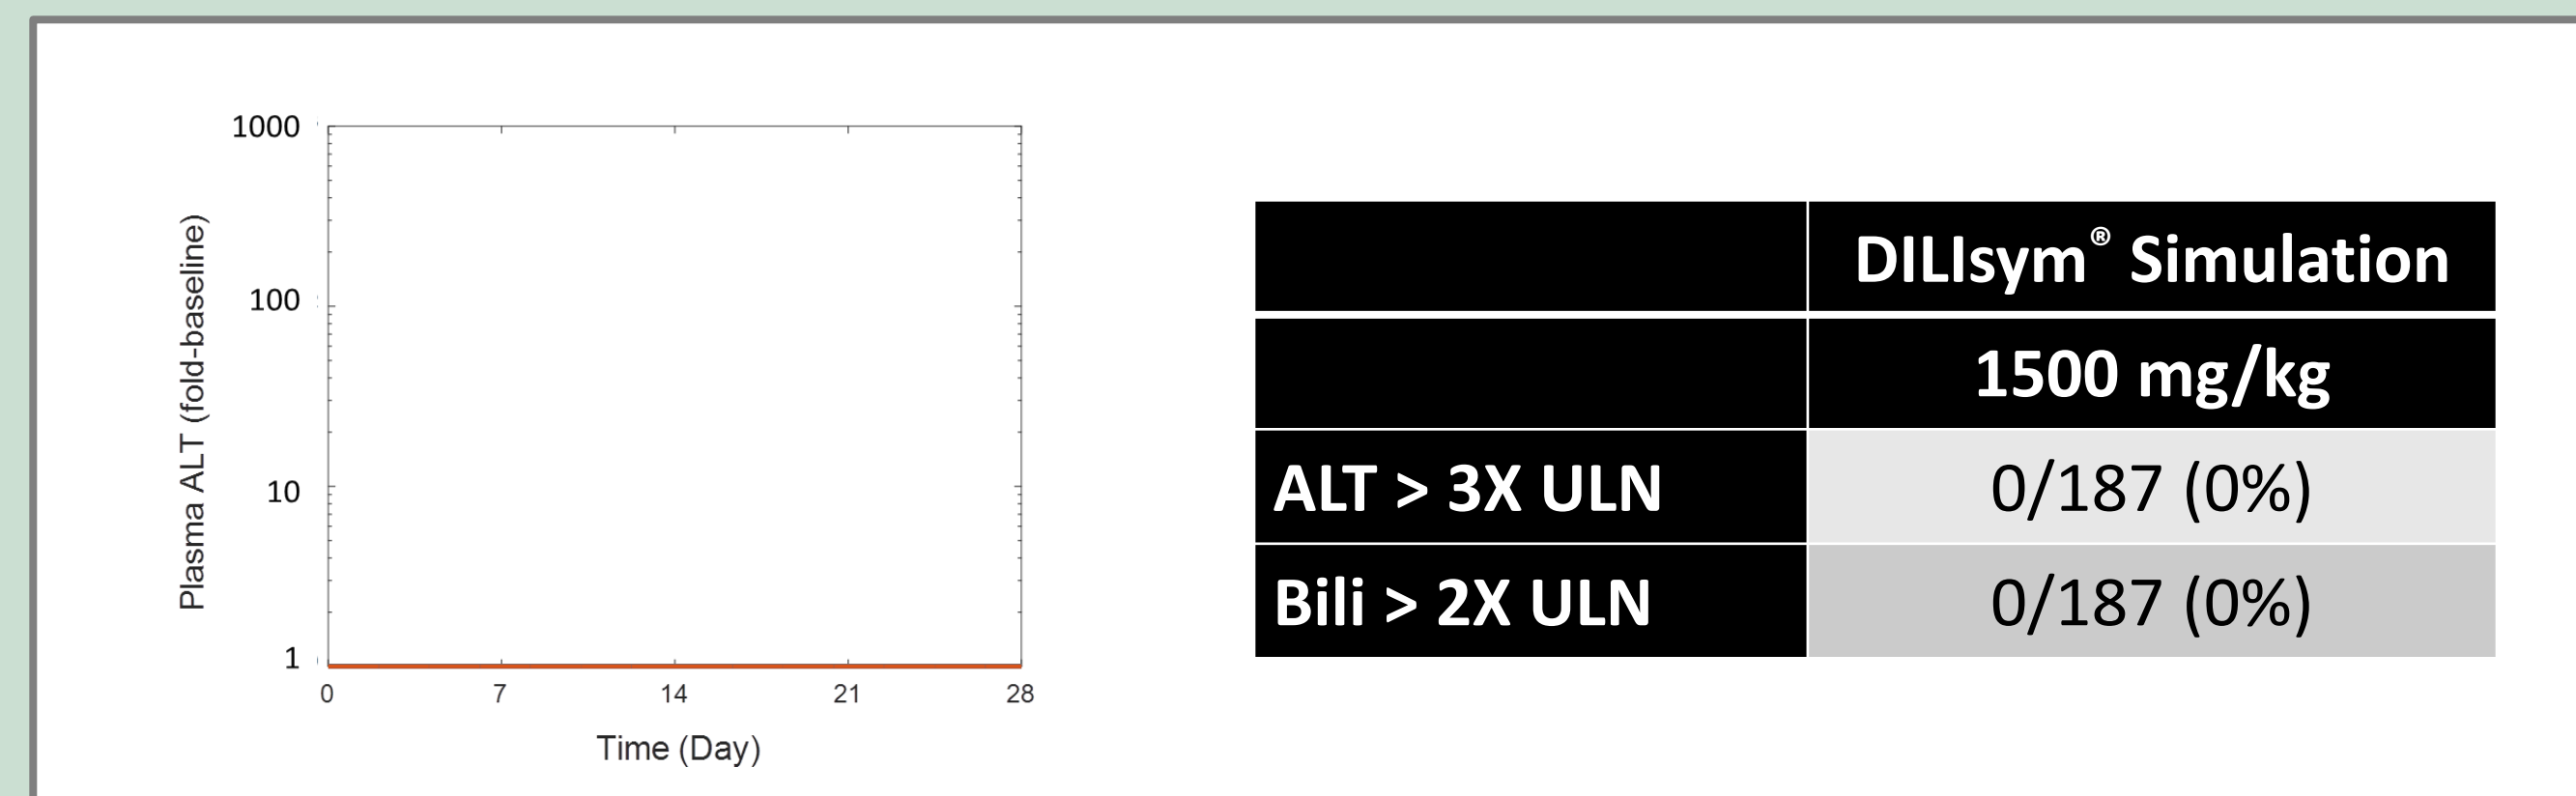 1000
100
10
1
Plasma ALT (fold-baseline)
0 7 14 21 28
Time (Day)
DILIsym® Simulation
1500 mg/kg
ALT > 3X ULN 0/187 (0%)
Bili > 2X ULN 0/187 (0%)